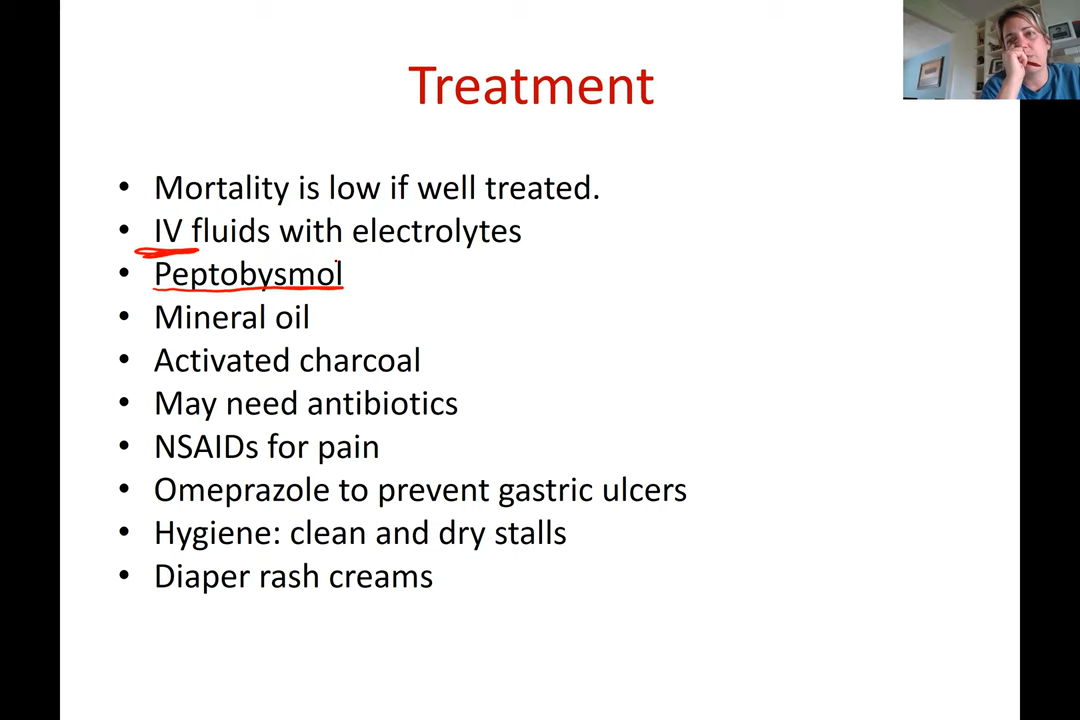 Treatment
• Mortality is low if well treated.
• IV fluids with electrolytes
• Peptobysmol
• Mineral oil
• Activated charcoal
• May need antibiotics
• NSAIDs for pain
• Omeprazole to prevent gastric ulcers
• Hygiene: clean and dry stalls
• Diaper rash creams